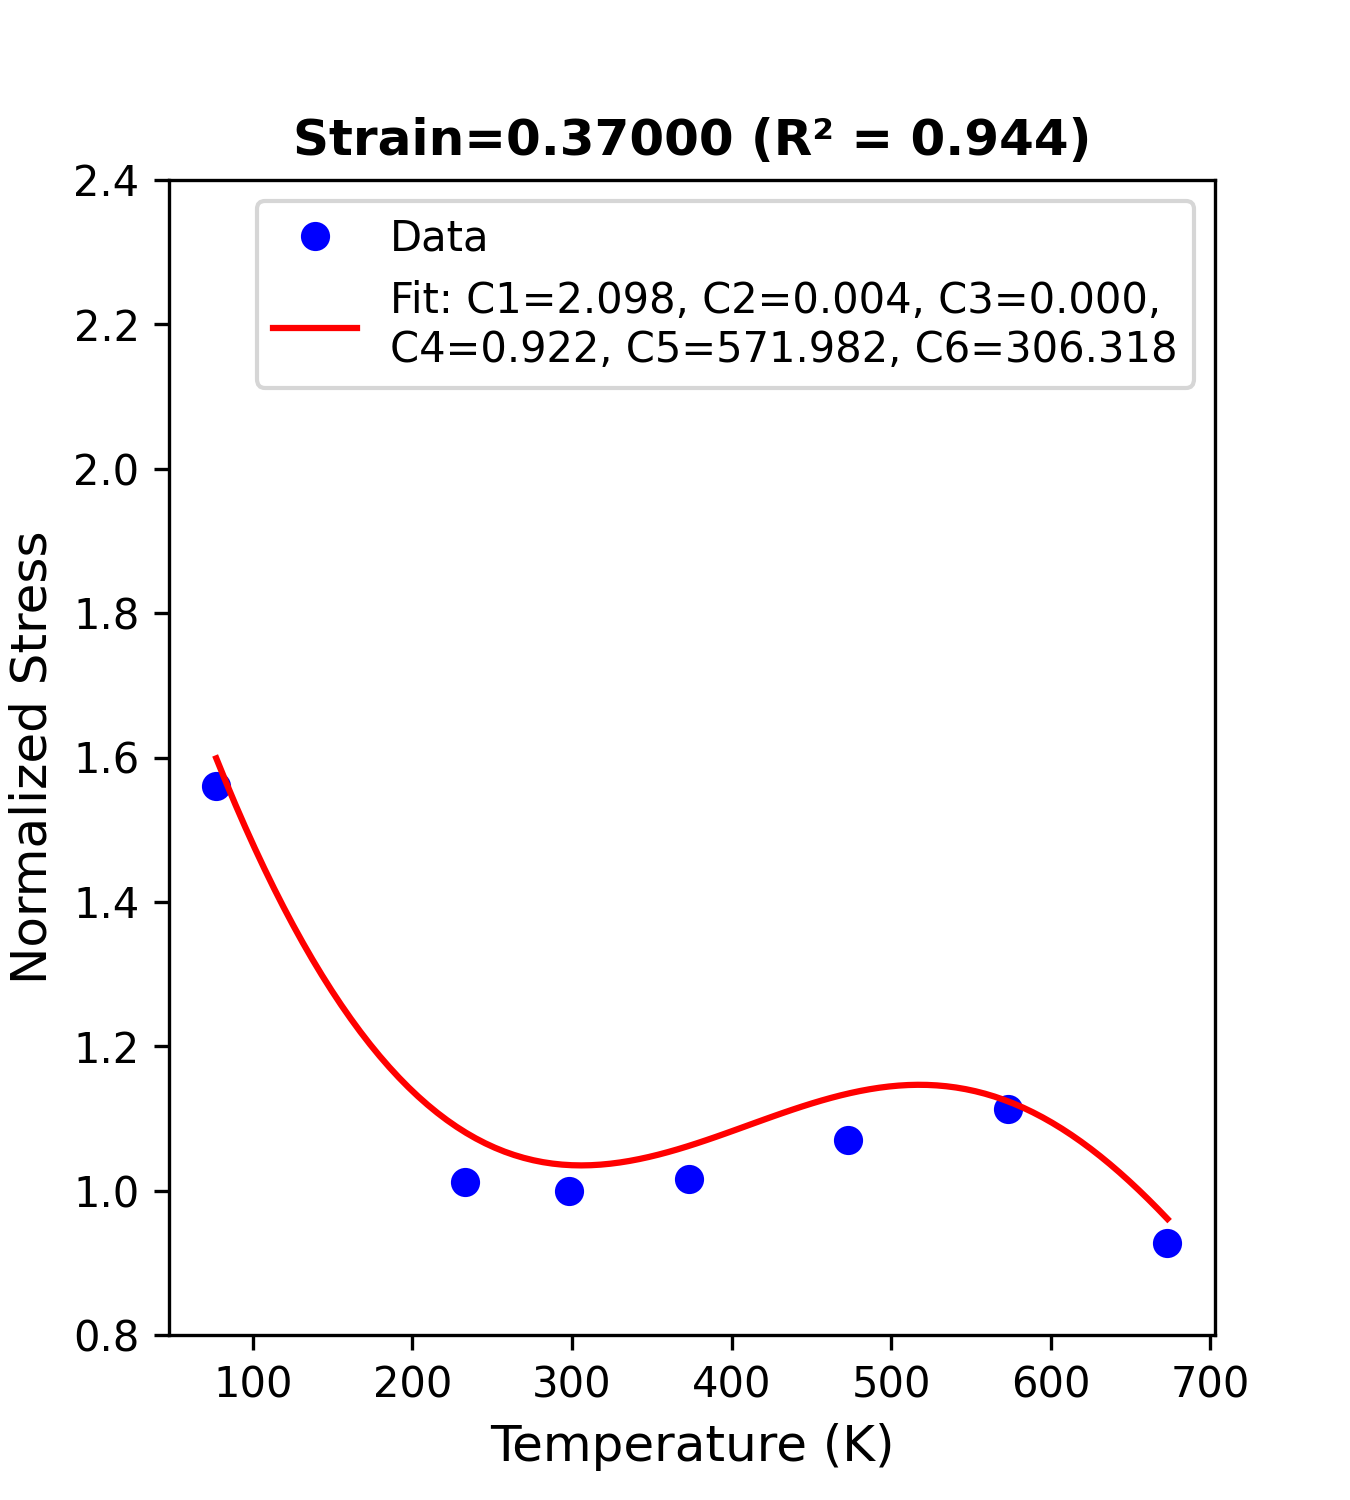 Strain=0.37000 (R² = 0.944)
Data
Fit: C1=2.098, C2=0.004, C3=0.000,
C4=0.922, C5=571.982, C6=306.318
2.4
2.2
2.0
1.8
1.6
1.4
1.2
1.0
0.8
Normalized Stress
100 200 300 400 500 600 700
Temperature (K)